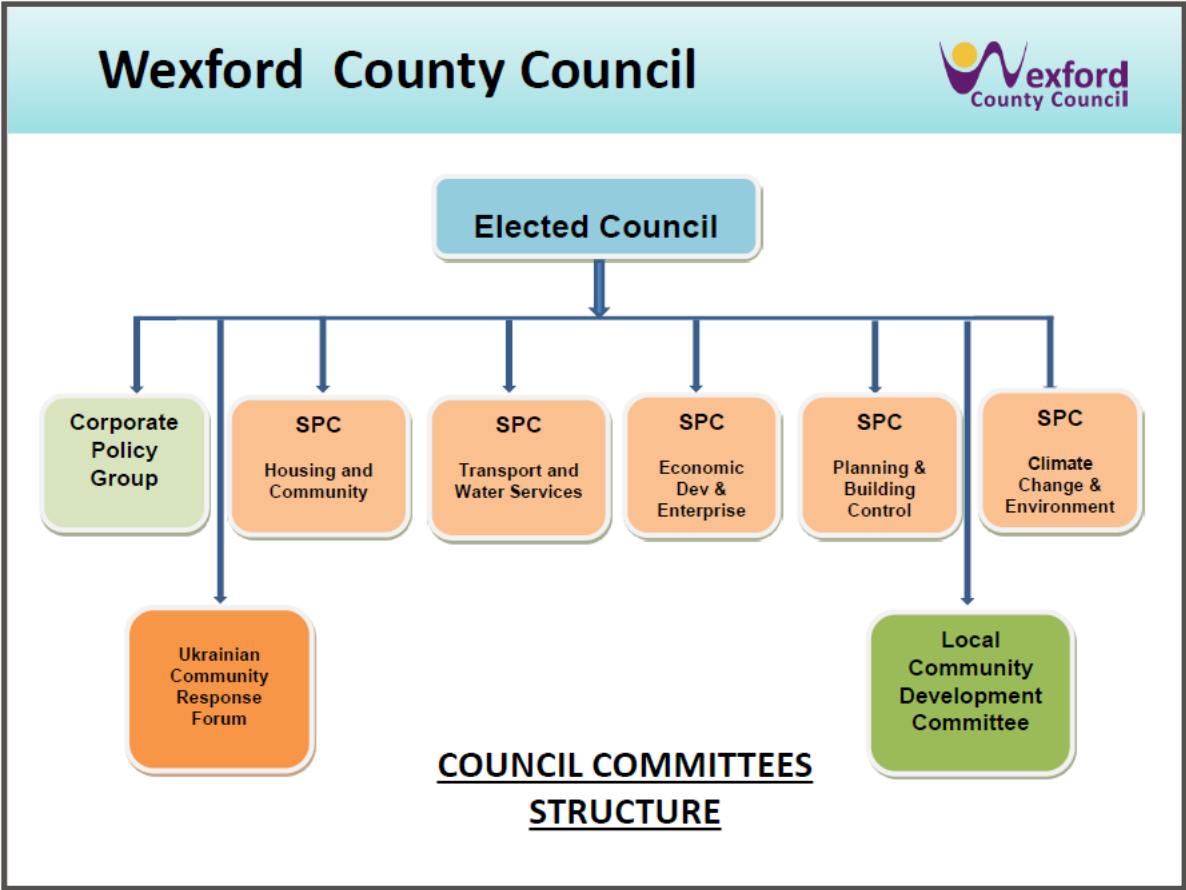 Wexford County Council
Wexford
County Council
Elected Council
Corporate
Policy
Group
SPC
Housing and
Community
SPC
Transport and
Water Services
SPC
Economic
Dev &
Enterprise
SPC
Planning &
Building
Control
SPC
Climate
Change &
Environment
Ukrainian
Community
Response
Forum
Local
Community
Development
Committee
COUNCIL COMMITTEES
STRUCTURE